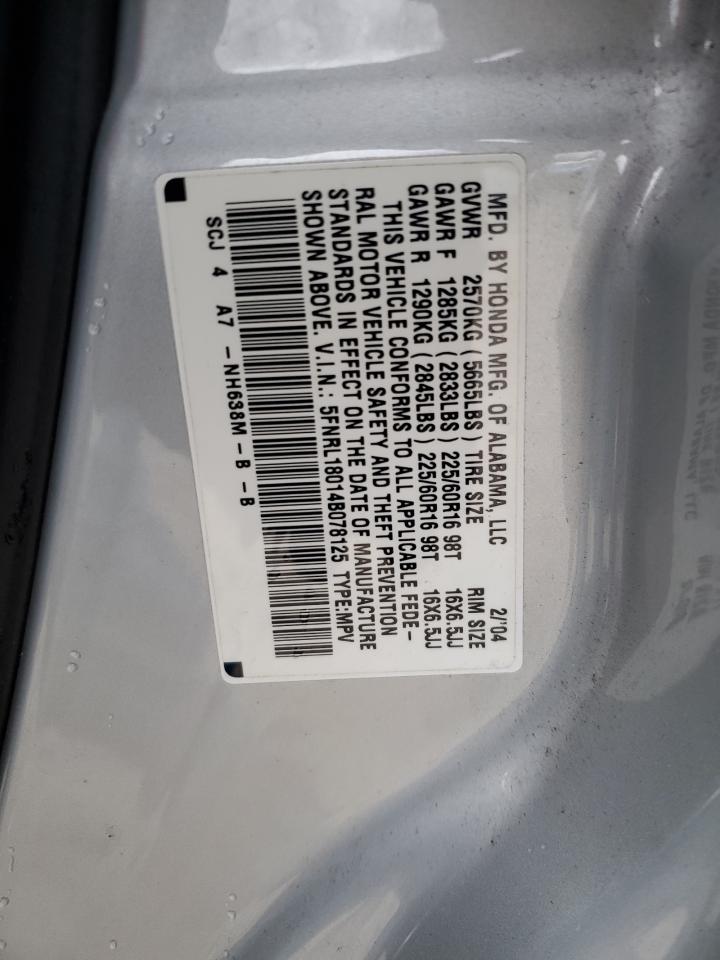 MFD. BY HONDA MFG. OF ALABAMA, LLC 2/'04
GVWR 2570KG ( 5665LBS ) TIRE SIZE RIM SIZE
GAWR F 1285KG ( 2833LBS ) 225/60R16 98T 16X6.5JJ
GAWR R 1290KG ( 2845LBS ) 225/60R16 98T 16X6.5JJ
THIS VEHICLE CONFORMS TO ALL APPLICABLE FEDE-
RAL MOTOR VEHICLE SAFETY AND THEFT PREVENTION
STANDARDS IN EFFECT ON THE DATE OF MANUFACTURE
SHOWN ABOVE. V.I.N.: 5FNRL18014B078125 TYPE:MPV
SCJ 4 A7 -NH638M-B -B